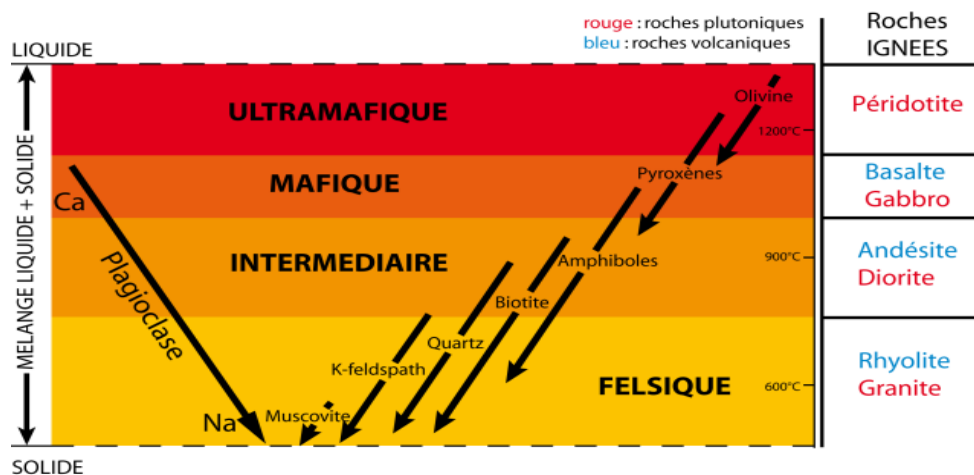 rouge : roches plutoniques
bleu : roches volcaniques
Roches
IGNEES
LIQUIDE
MELANGE LIQUIDE + SOLIDE
SOLIDE
ULTRAMAFIQUE
Olivine
1200°C
Péridotite
MAFIQUE
Pyroxènes
Basalte
Gabbro
Ca
Plagioclase
Na
INTERMEDIAIRE
Amphiboles
900°C
Biotite
Andésite
Diorite
Quartz
K-feldspath
Muscovite
FELSIQUE
600°C
Rhyolite
Granite